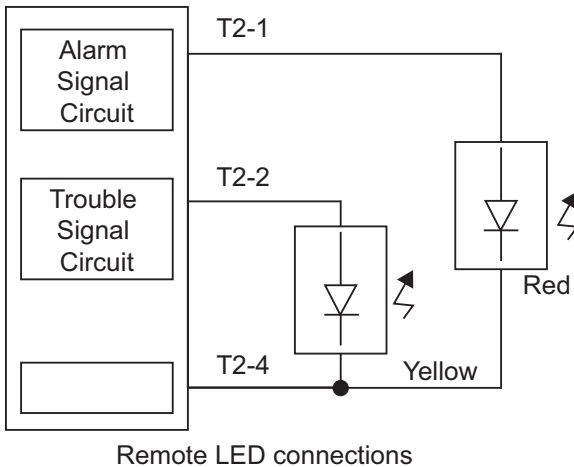 T2-1
Alarm
Signal
Circuit
T2-2
Trouble
Signal
Circuit
Red
T2-4
Yellow
Remote LED connections